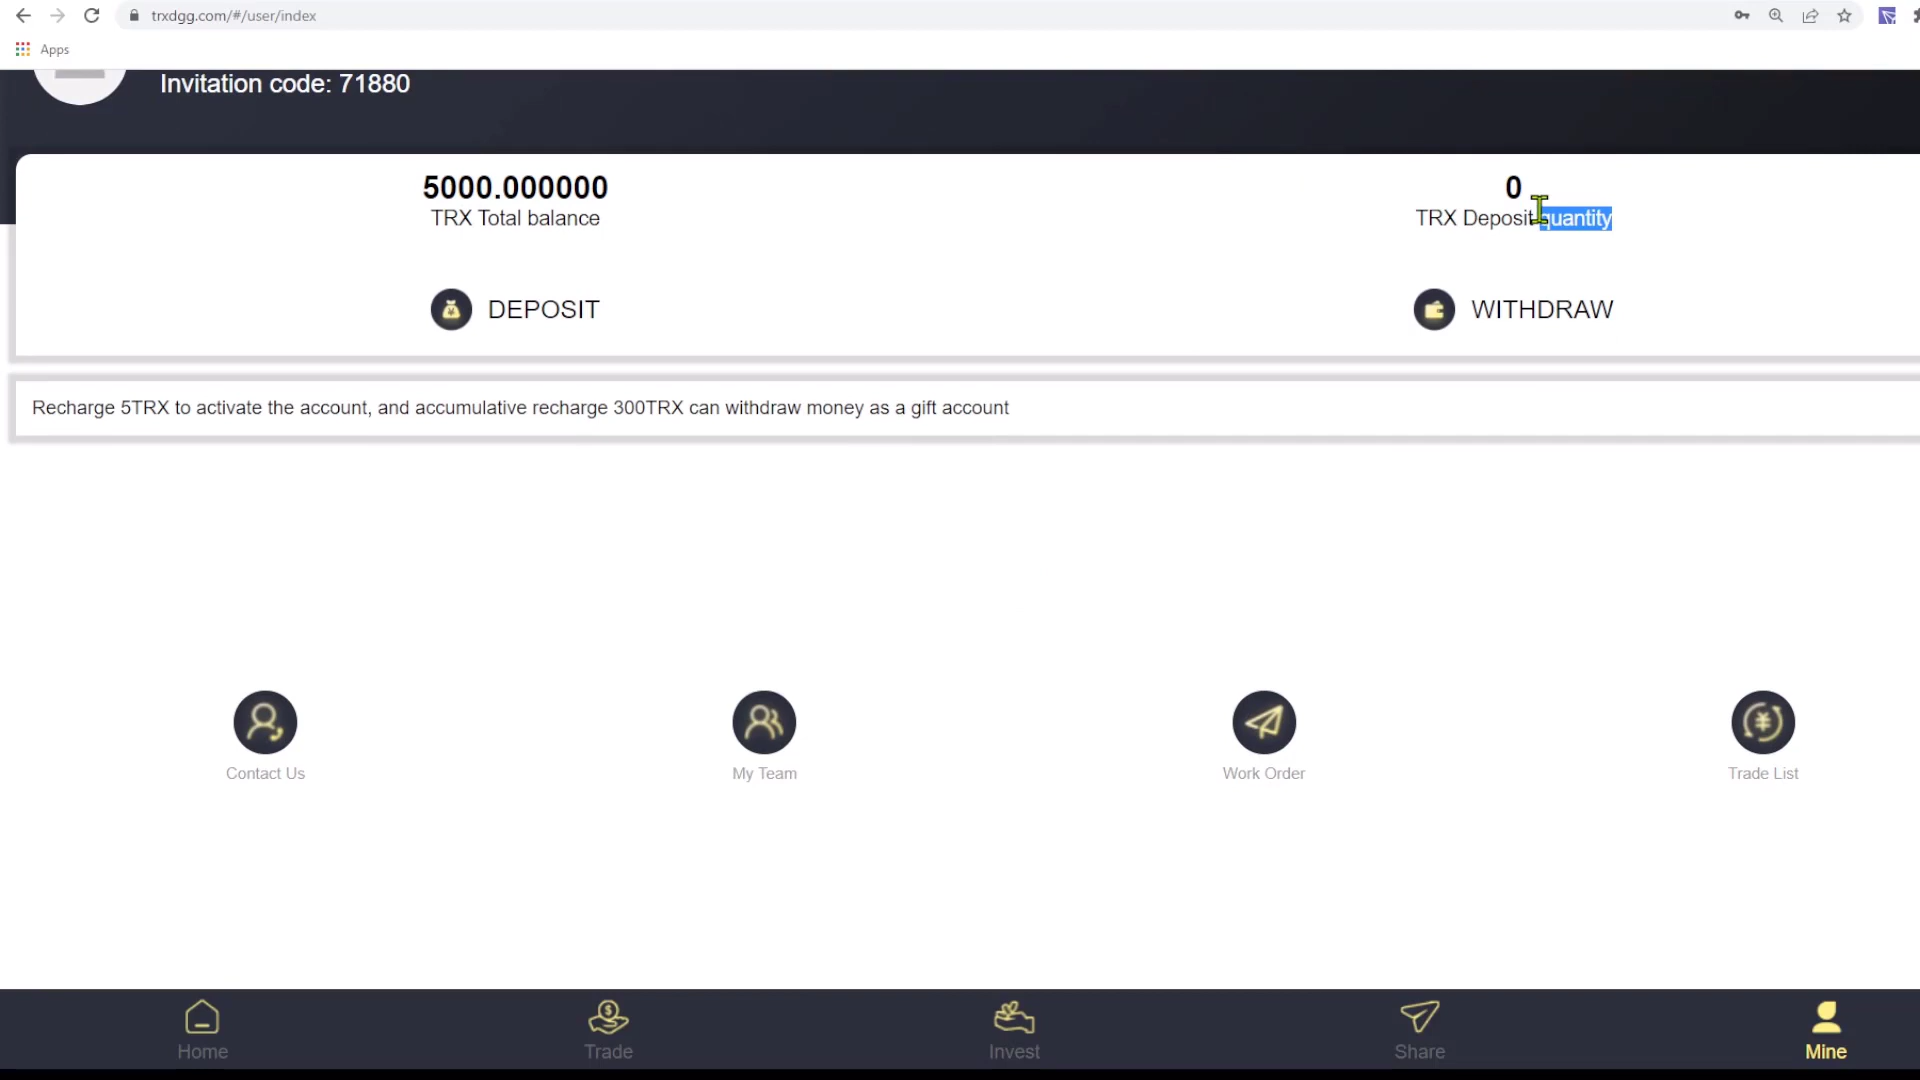 trxdgg.com/#/user/index
Apps
Invitation code: 71880
5000.000000
TRX Total balance
0
TRX Deposit quantity
DEPOSIT
WITHDRAW
Recharge 5TRX to activate the account, and accumulative recharge 300TRX can withdraw money as a gift account
Contact Us
My Team
Work Order
Trade List
Home
Trade
Invest
Share
Mine